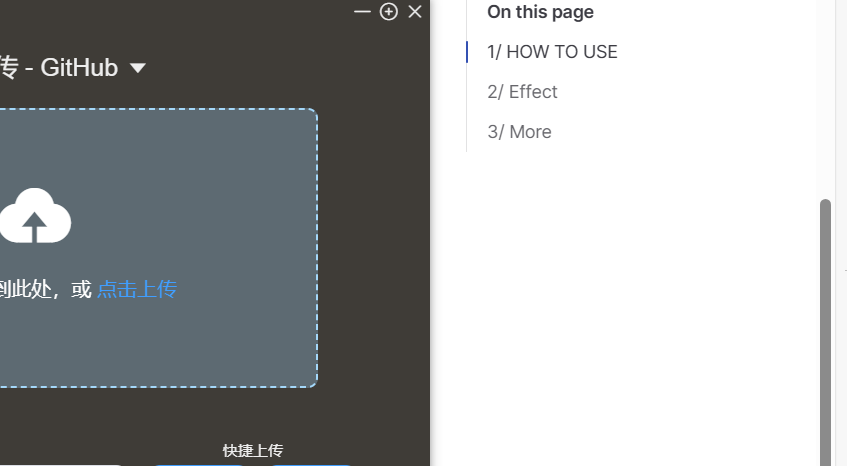 传 - GitHub
到此处，或 点击上传
快捷上传
On this page
1/ HOW TO USE
2/ Effect
3/ More